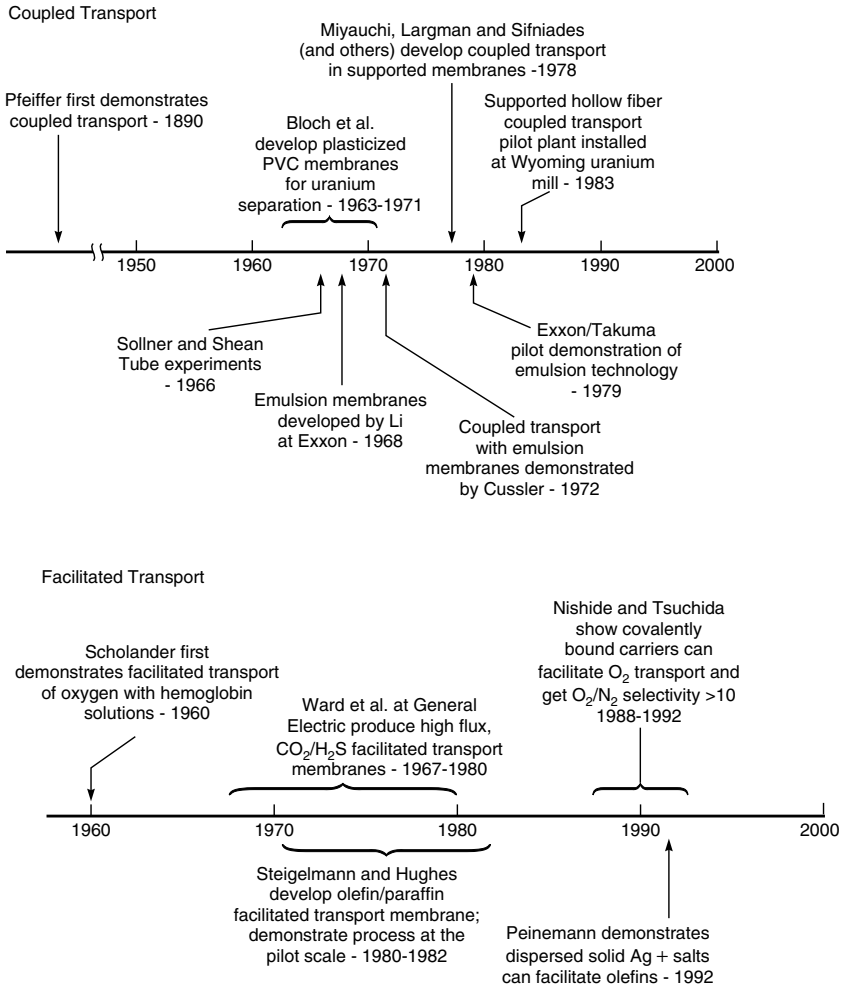 Coupled Transport
Pfeiffer first demonstrates
coupled transport - 1890
Bloch et al.
develop plasticized
PVC membranes
for uranium
separation - 1963-1971
Miyauchi, Largman and Sifniades
(and others) develop coupled transport
in supported membranes -1978
Supported hollow fiber
coupled transport
pilot plant installed
at Wyoming uranium
mill - 1983
1950 1960 1970 1980 1990 2000
Sollner and Shean
Tube experiments
- 1966
Emulsion membranes
developed by Li
at Exxon - 1968
Coupled transport
with emulsion
membranes demonstrated
by Cussler - 1972
Exxon/Takuma
pilot demonstration of
emulsion technology
- 1979
Facilitated Transport
Scholander first
demonstrates facilitated transport
of oxygen with hemoglobin
solutions - 1960
Ward et al. at General
Electric produce high flux,
CO2/H2S facilitated transport
membranes - 1967-1980
Nishide and Tsuchida
show covalently
bound carriers can
facilitate O2 transport and
get O2/N2 selectivity >10
1988-1992
1960 1970 1980 1990 2000
Steigelmann and Hughes
develop olefin/paraffin
facilitated transport membrane;
demonstrate process at the
pilot scale - 1980-1982
Peinemann demonstrates
dispersed solid Ag + salts
can facilitate olefins - 1992